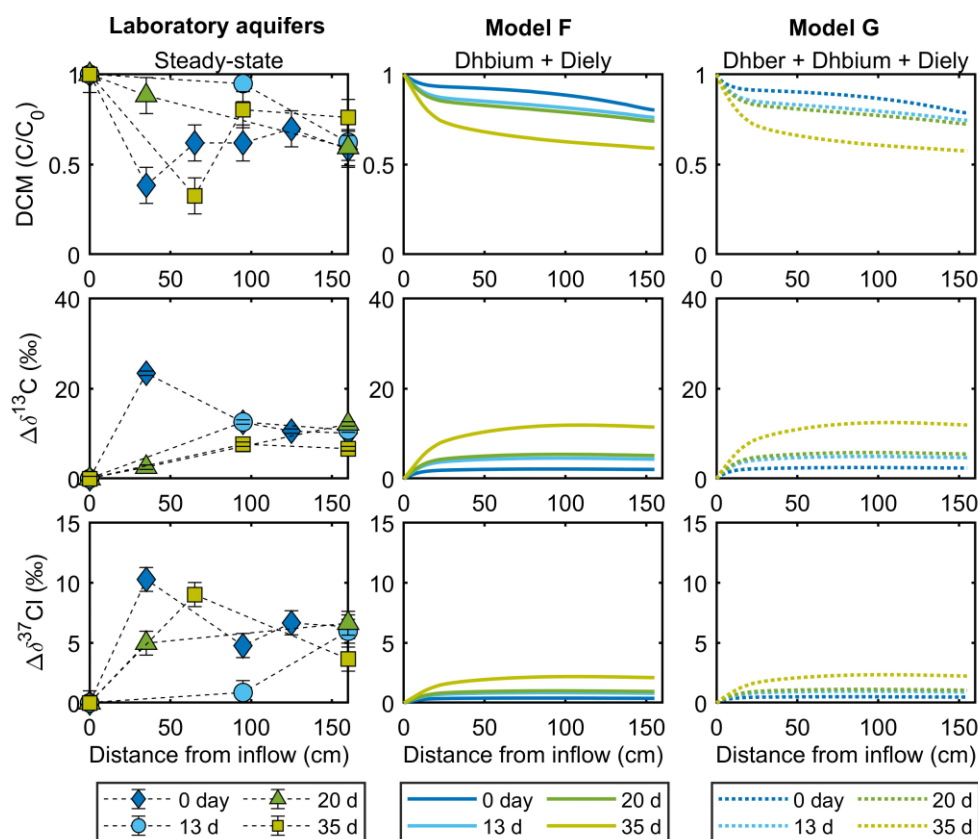 Laboratory aquifers Model F Model G
Steady-state Dhbium + Diely Dhber + Dhbium + Diely
DCM (C/C0)
1 0.5 0
0 50 100 150
1 0.5 0
0 50 100 150
1 0.5 0
0 50 100 150
Δδ13C (‰)
40 20 0
0 50 100 150
40 20 0
0 50 100 150
40 20 0
0 50 100 150
Δδ37Cl (‰)
15 10 5 0
0 50 100 150
15 10 5 0
0 50 100 150
15 10 5 0
0 50 100 150
Distance from inflow (cm) Distance from inflow (cm) Distance from inflow (cm)
0 day 20 d 0 day 20 d 0 day 20 d
13 d 35 d 13 d 35 d 13 d 35 d